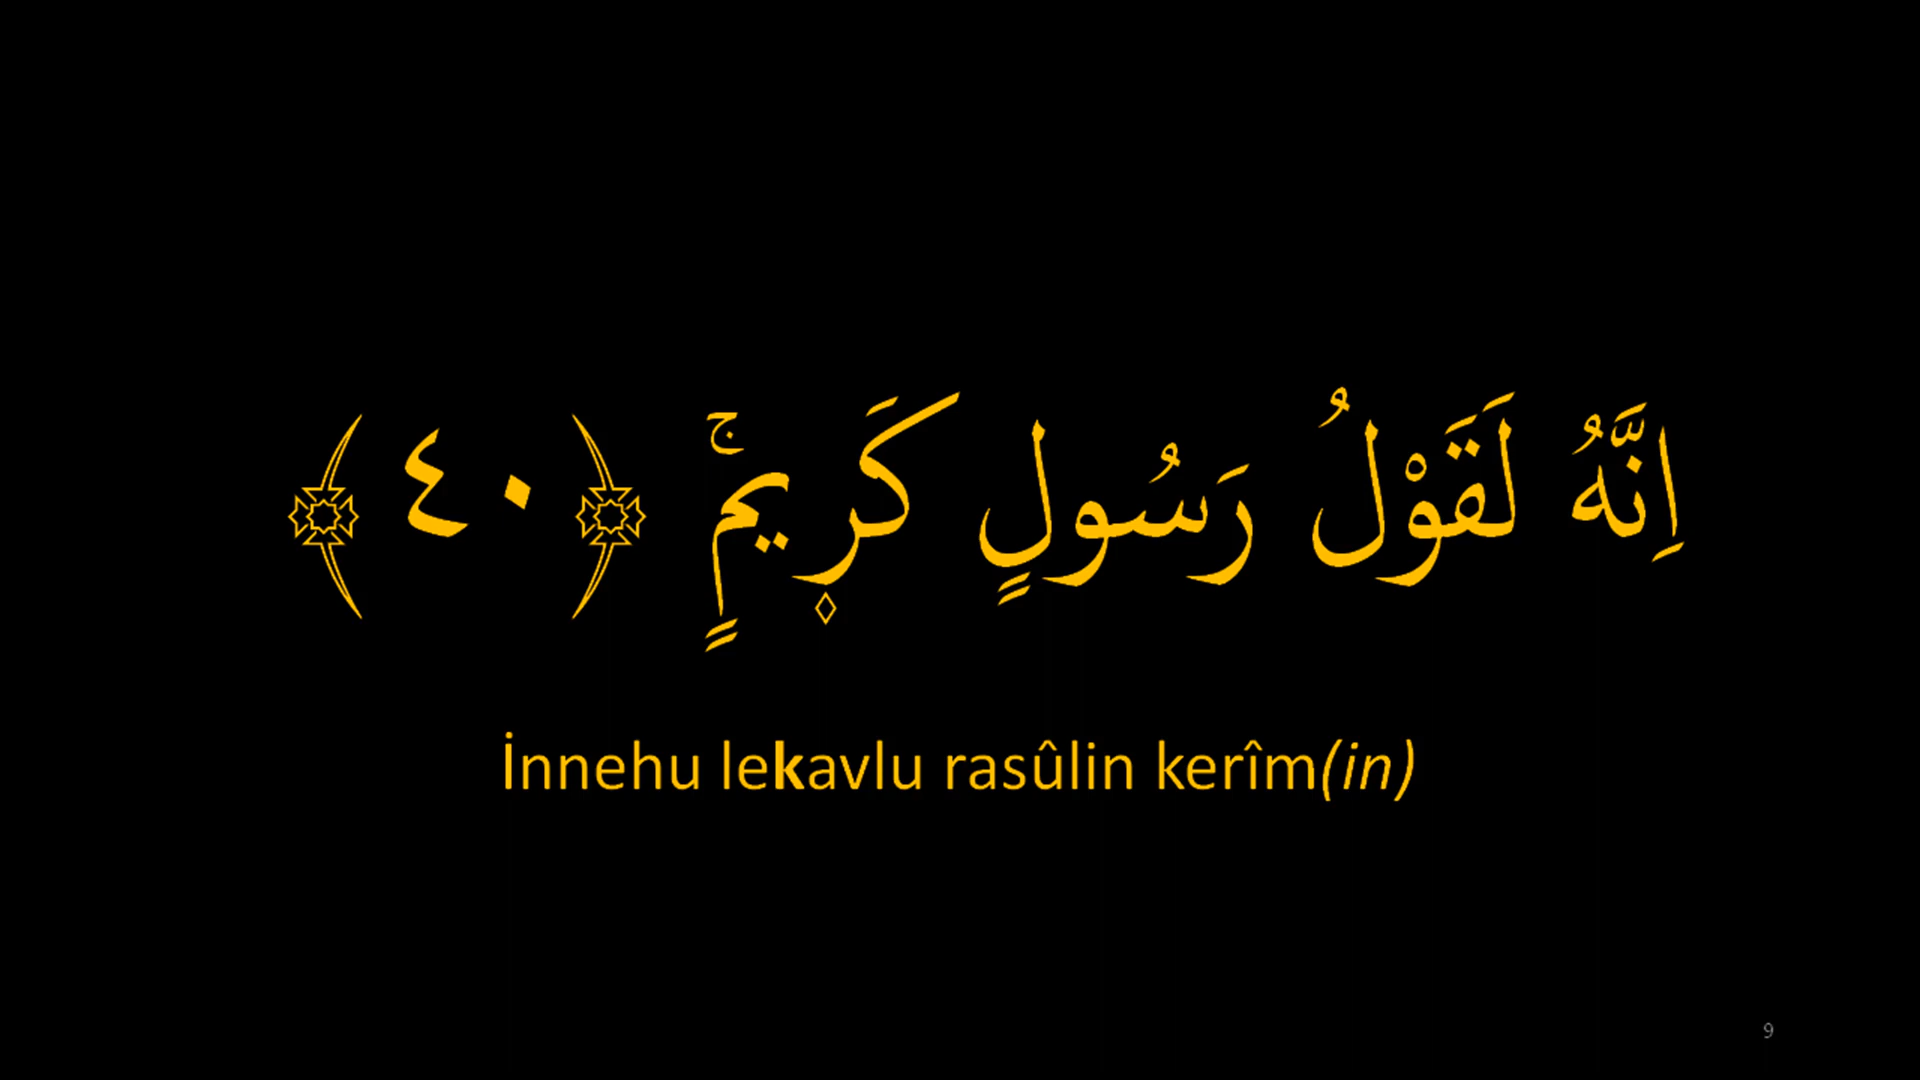 اِنَّهُ لَقَوْلُ رَسُولٍ كَر۪يمٍۚ ﴿٤٠﴾
İnnehu lekavlu rasûlin kerîm(in)
9